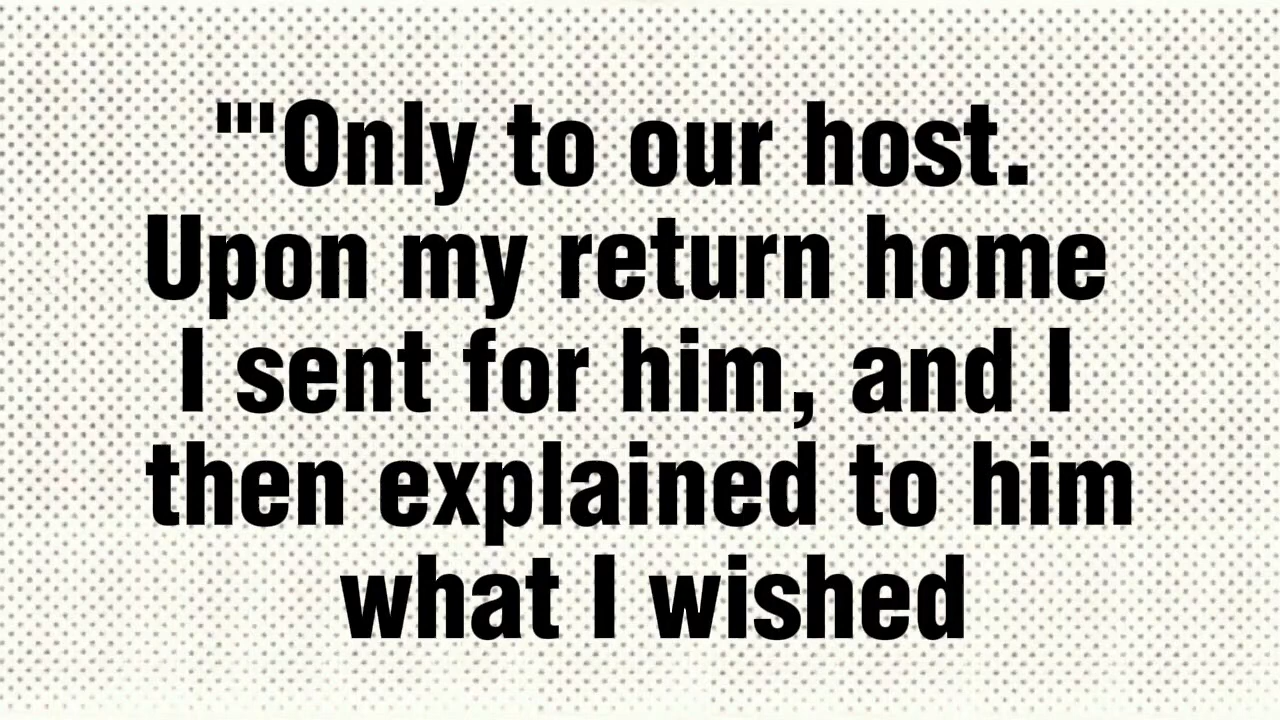 "'Only to our host.
Upon my return home
I sent for him, and I
then explained to him
what I wished